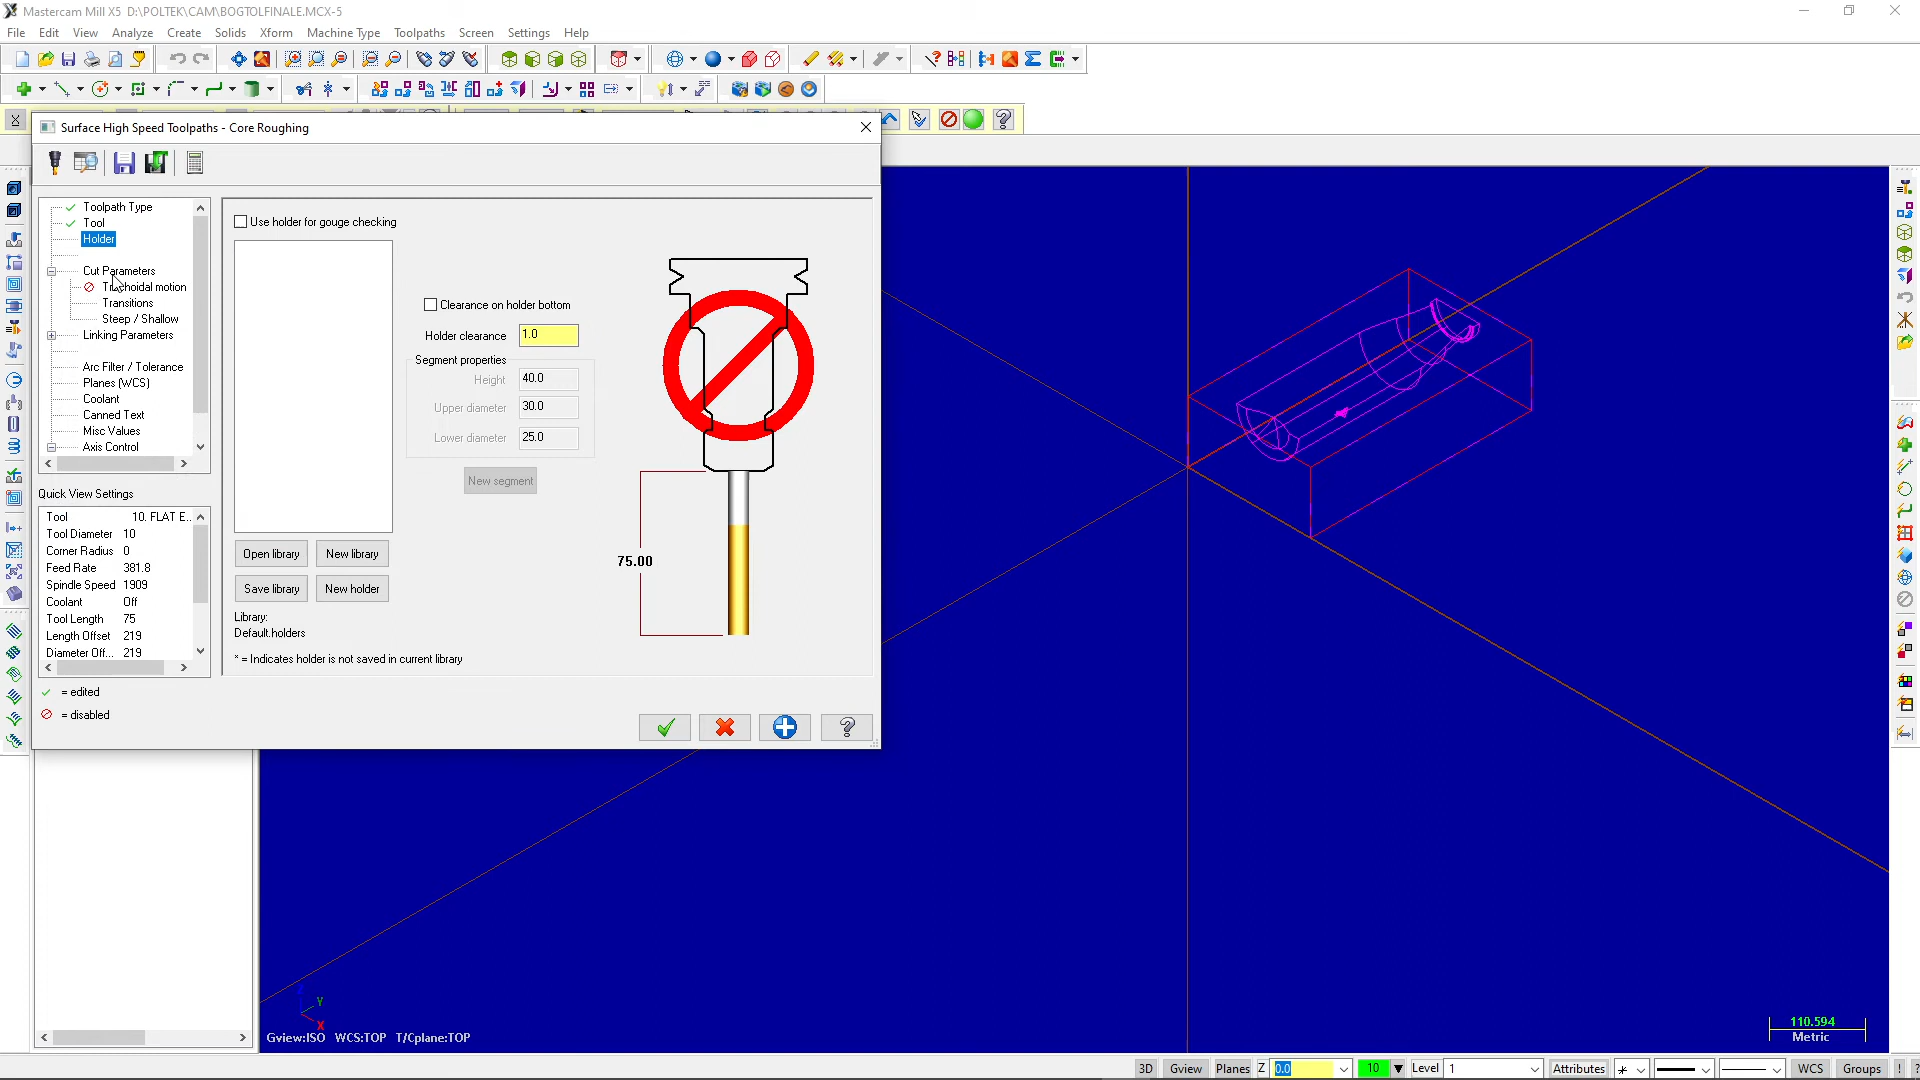 Mastercam Mill X5 D:\POLTEK\CAM\BOGTOLFINALE.MCX-5
File Edit View Analyze Create Solids Xform Machine Type Toolpaths Screen Settings Help
Surface High Speed Toolpaths - Core Roughing
Toolpath Type
Tool
Holder
Cut Parameters
Trochoidal motion
Transitions
Steep / Shallow
Linking Parameters
Arc Filter / Tolerance
Planes (WCS)
Coolant
Canned Text
Misc Values
Axis Control
Quick View Settings
Tool 10. FLAT E...
Tool Diameter 10
Corner Radius 0
Feed Rate 381.8
Spindle Speed 1909
Coolant Off
Tool Length 75
Length Offset 219
Diameter Off... 219
= edited
= disabled
Use holder for gouge checking
Clearance on holder bottom
Holder clearance 1.0
Segment properties
Height 40.0
Upper diameter 30.0
Lower diameter 25.0
New segment
Open library New library
Save library New holder
Library:
Default.holders
* = Indicates holder is not saved in current library
75.00
Z
Y
X
Gview:ISO WCS:TOP T/Cplane:TOP
110.594
Metric
3D Gview Planes Z 0.0 10 Level 1 Attributes WCS Groups ! ?